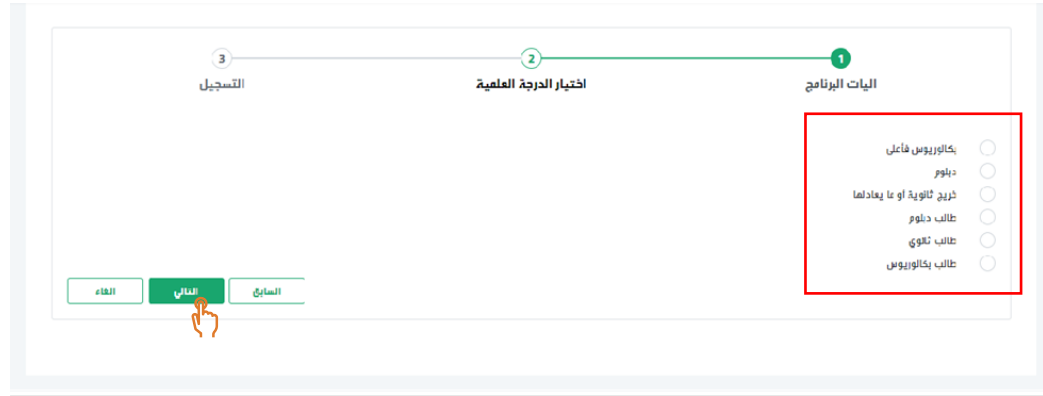 1
اليات البرنامج
2
اختيار الدرجة العلمية
3
التسجيل
بكالوريوس فأعلى
دبلوم
خريج ثانوية او ما يعادلها
طالب دبلوم
طالب ثانوي
طالب بكالوريوس
السابق
التالي
الغاء